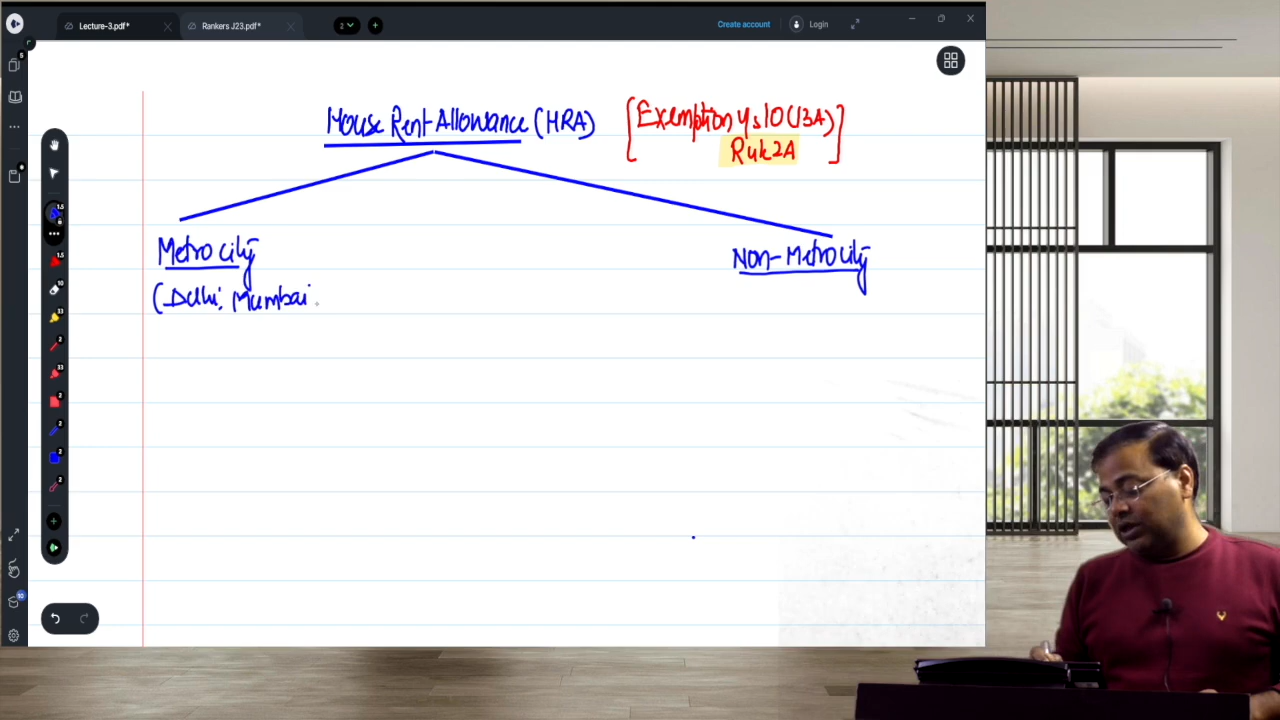 Lecture-3.pdf*
Rankers J23.pdf*
2
Create account
Login
House Rent Allowance (HRA)
[Exemption u/s 10(13A)
Rule 2A]
Metro city
Non-Metro city
(Delhi, Mumbai